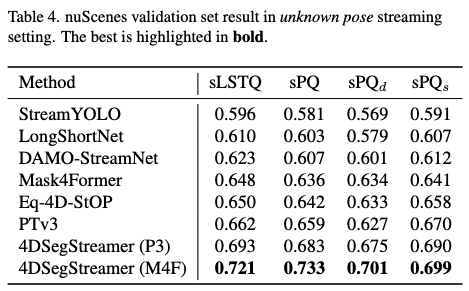 Table 4. nuScenes validation set result in unknown pose streaming
setting. The best is highlighted in bold.
Method sLSTQ sPQ sPQd sPQs
StreamYOLO 0.596 0.581 0.569 0.591
LongShortNet 0.610 0.603 0.579 0.607
DAMO-StreamNet 0.623 0.607 0.601 0.612
Mask4Former 0.648 0.636 0.634 0.641
Eq-4D-StOP 0.650 0.642 0.633 0.658
PTv3 0.662 0.659 0.627 0.670
4DSegStreamer (P3) 0.693 0.683 0.675 0.690
4DSegStreamer (M4F) 0.721 0.733 0.701 0.699